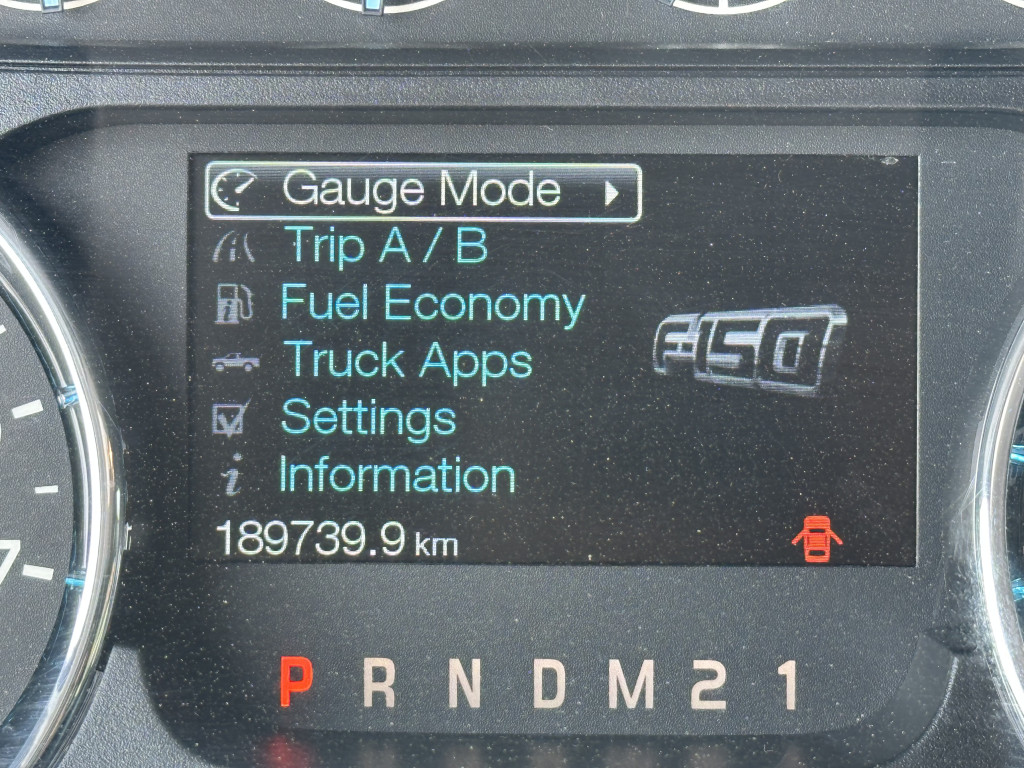 Gauge Mode
Trip A / B
Fuel Economy
Truck Apps
Settings
Information
F-150
189739.9 km
P R N D M 2 1